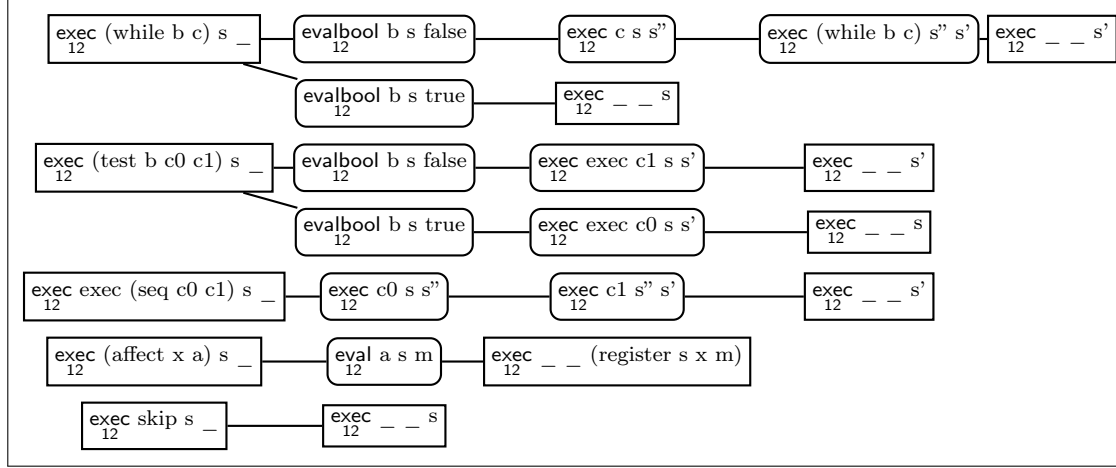 exec (while b c) s _ evalbool b s false exec c s s” exec (while b c) s” s’ exec _ _ s’
12 12 12 12 12
evalbool b s true exec _ _ s
12 12
exec (test b c0 c1) s _ evalbool b s false exec exec c1 s s’ exec _ _ s’
12 12 12 12
evalbool b s true exec exec c0 s s’ exec _ _ s
12 12 12
exec exec (seq c0 c1) s _ exec c0 s s” exec c1 s” s’ exec _ _ s’
12 12 12 12
exec (affect x a) s _ eval a s m exec _ _ (register s x m)
12 12 12
exec skip s _ exec _ _ s
12 12